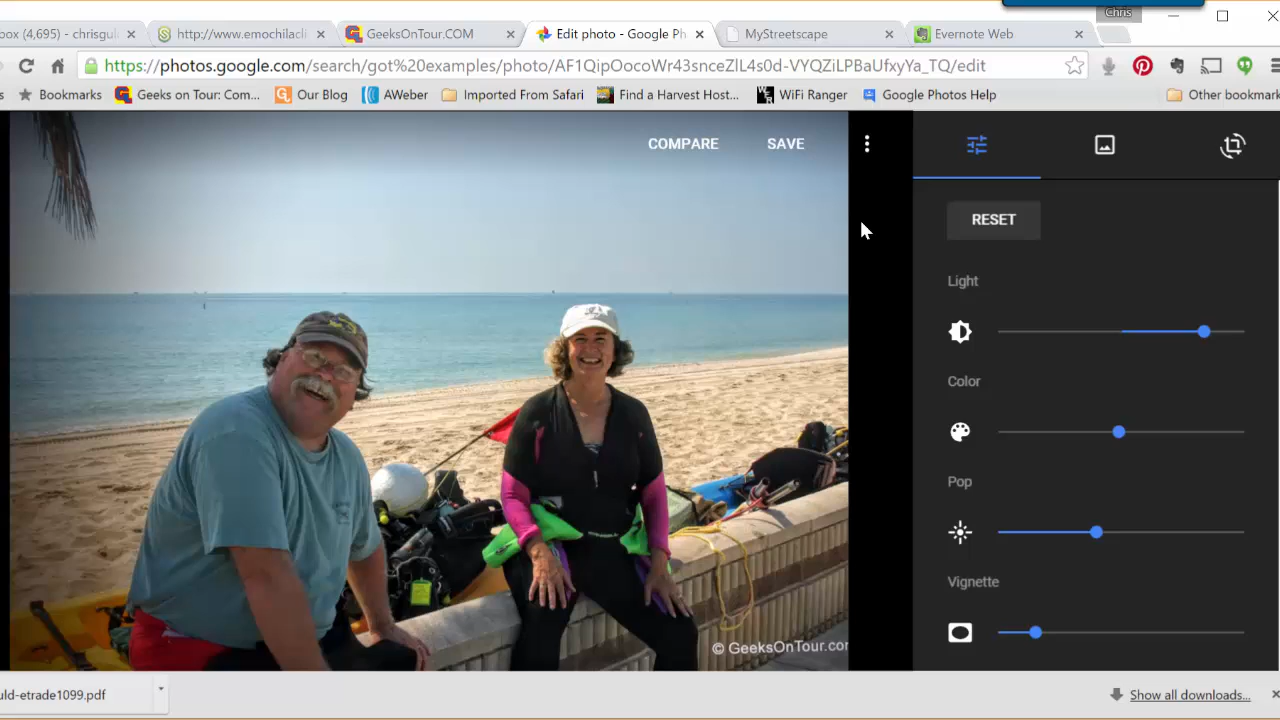 Chris
box (4,695) - chrisgul
http://www.emochilacli
GeeksOnTour.COM
Edit photo - Google Ph
MyStreetscape
Evernote Web
https://photos.google.com/search/got%20examples/photo/AF1QipOocoWr43snceZlL4s0d-VYQZiLPBaUfxyYa_TQ/edit
Bookmarks
Geeks on Tour: Com...
Our Blog
AWeber
Imported From Safari
Find a Harvest Host...
WiFi Ranger
Google Photos Help
Other bookmark
COMPARE
SAVE
RESET
Light
Color
Pop
Vignette
© GeeksOnTour.com
uld-etrade1099.pdf
Show all downloads...